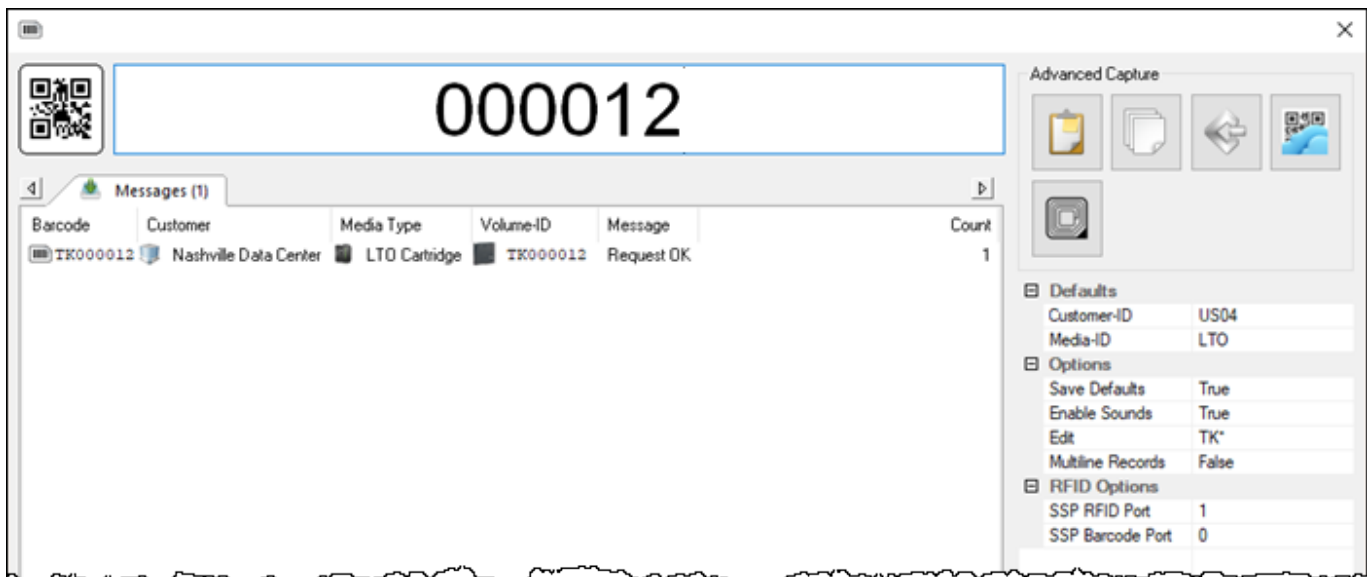 000012
Messages (1)
Barcode Customer Media Type Volume-ID Message Count
TK000012 Nashville Data Center LTO Cartridge TK000012 Request OK 1
Advanced Capture
Defaults
Customer-ID US04
Media-ID LTO
Options
Save Defaults True
Enable Sounds True
Edit TK*
Multiline Records False
RFID Options
SSP RFID Port 1
SSP Barcode Port 0